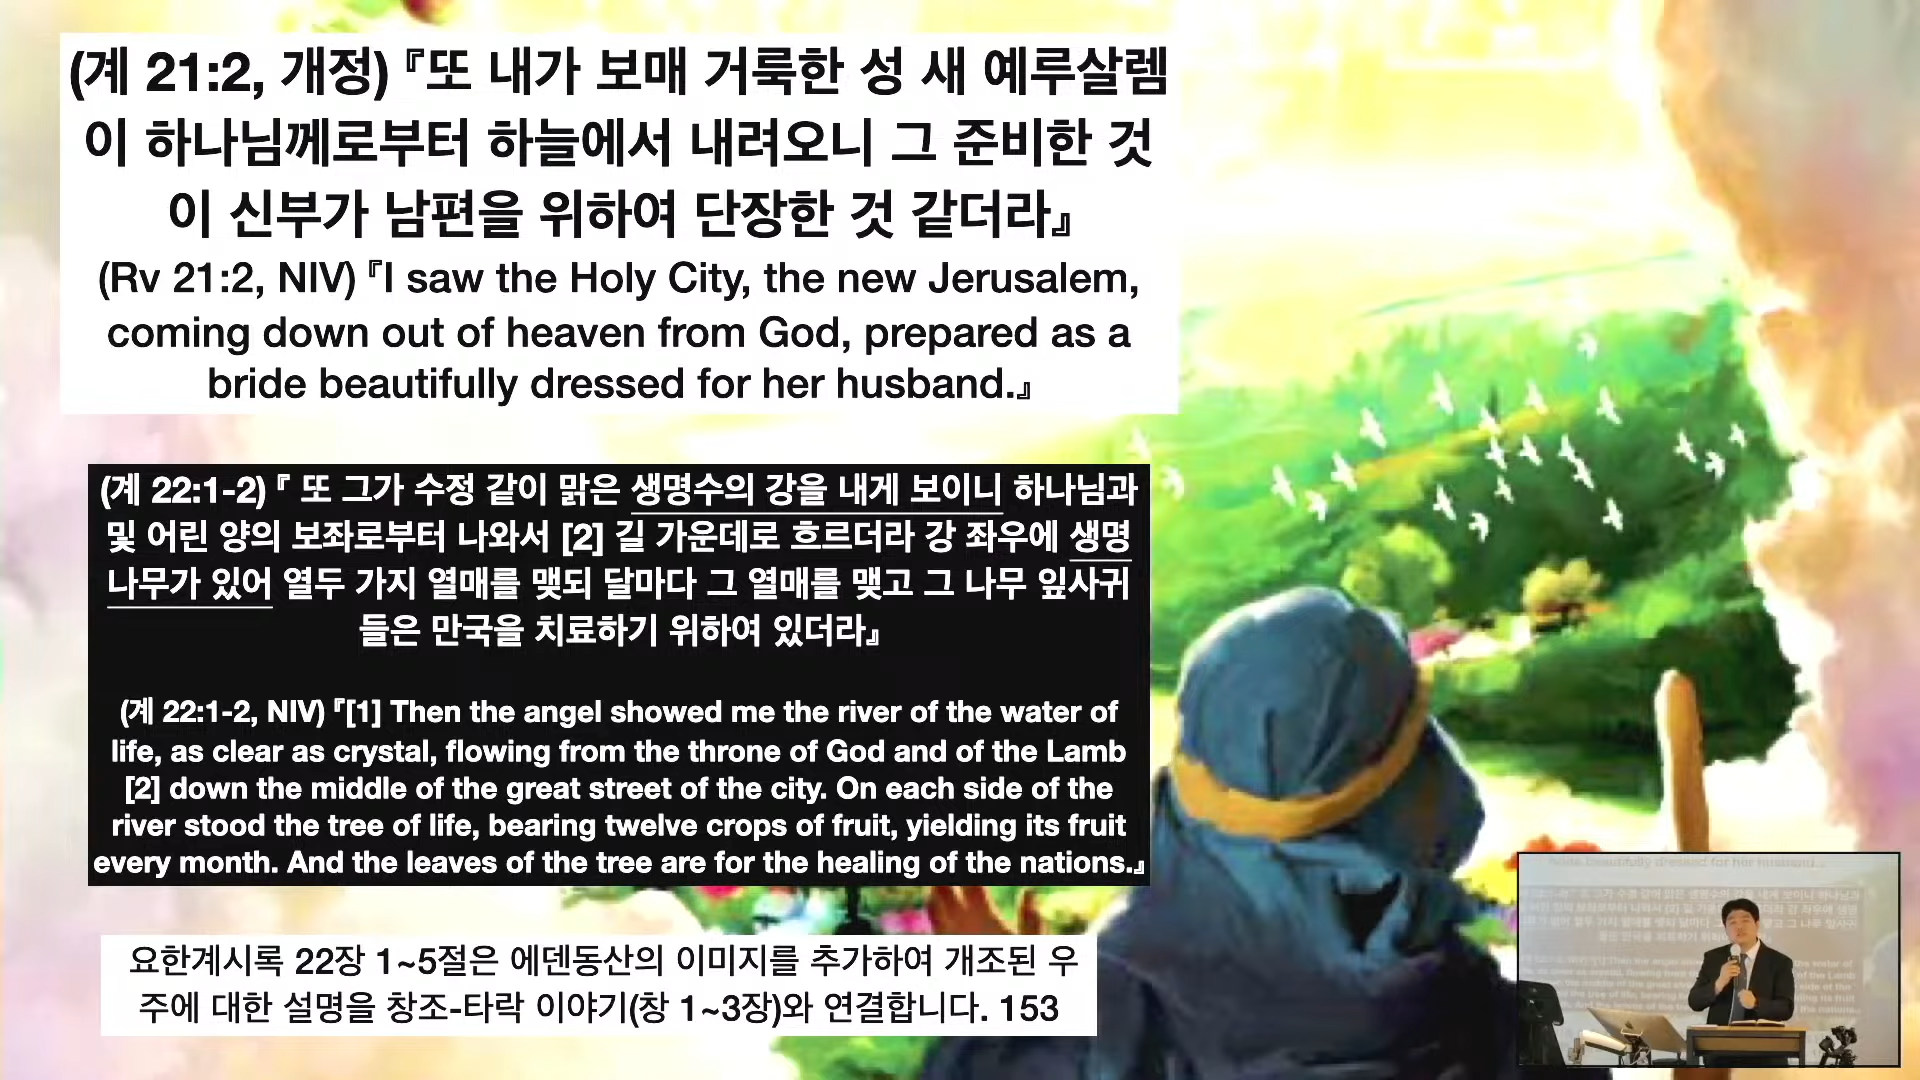 (계 21:2, 개정)『또 내가 보매 거룩한 성 새 예루살렘
이 하나님께로부터 하늘에서 내려오니 그 준비한 것
이 신부가 남편을 위하여 단장한 것 같더라』
(Rv 21:2, NIV)『I saw the Holy City, the new Jerusalem,
coming down out of heaven from God, prepared as a
bride beautifully dressed for her husband.』
(계 22:1-2)『 또 그가 수정 같이 맑은 생명수의 강을 내게 보이니 하나님과
및 어린 양의 보좌로부터 나와서 [2] 길 가운데로 흐르더라 강 좌우에 생명
나무가 있어 열두 가지 열매를 맺되 달마다 그 열매를 맺고 그 나무 잎사귀
들은 만국을 치료하기 위하여 있더라』
(계 22:1-2, NIV)『[1] Then the angel showed me the river of the water of
life, as clear as crystal, flowing from the throne of God and of the Lamb
[2] down the middle of the great street of the city. On each side of the
river stood the tree of life, bearing twelve crops of fruit, yielding its fruit
every month. And the leaves of the tree are for the healing of the nations.』
요한계시록 22장 1~5절은 에덴동산의 이미지를 추가하여 개조된 우
주에 대한 설명을 창조-타락 이야기(창 1~3장)와 연결합니다. 153
bride beautifully dressed for her husband.